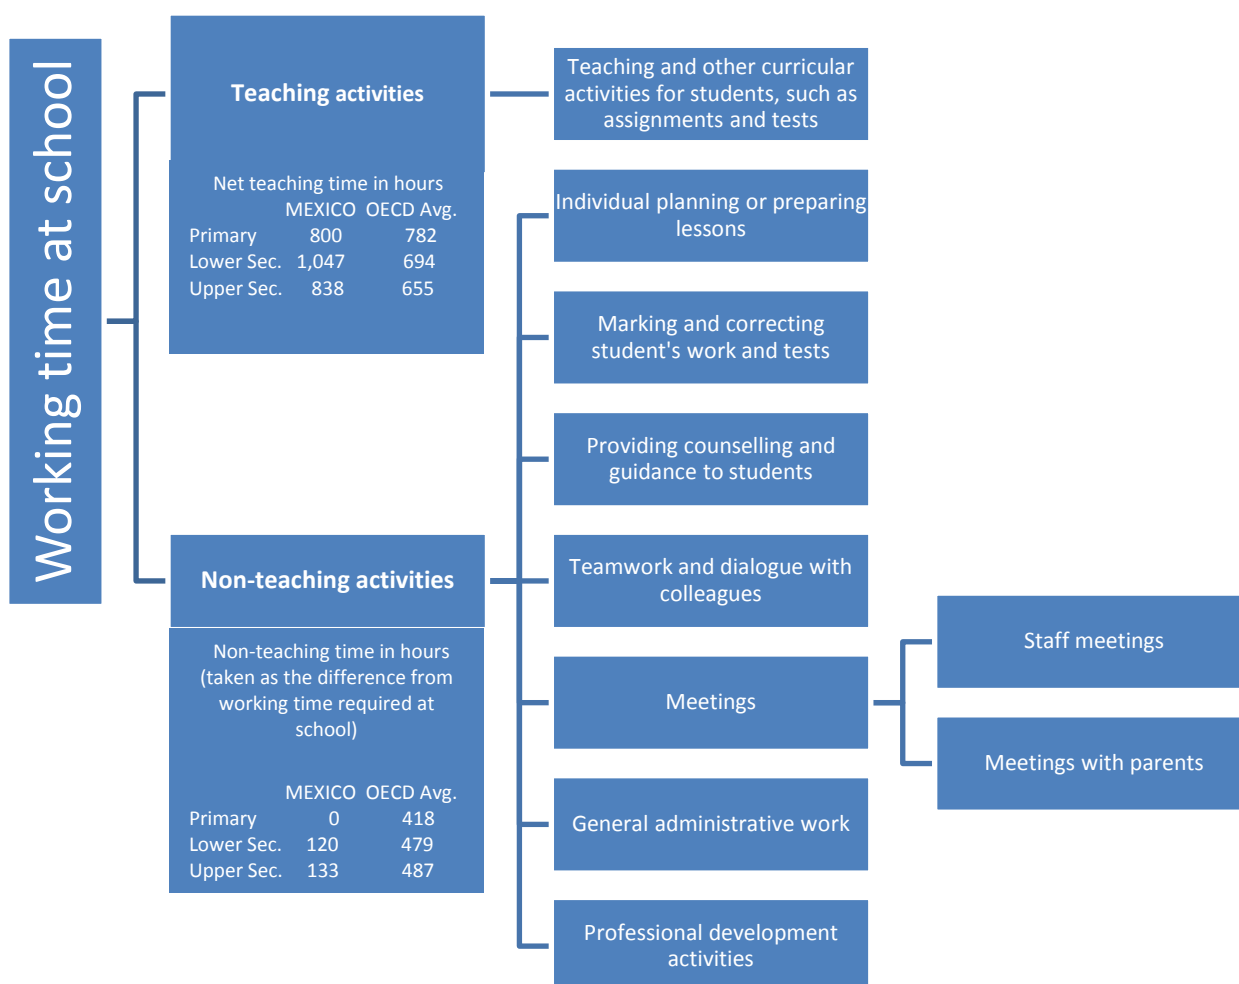 Working time at school
Teaching activities
Net teaching time in hours
MEXICO OECD Avg.
Primary 800 782
Lower Sec. 1,047 694
Upper Sec. 838 655
Teaching and other curricular
activities for students, such as
assignments and tests
Non-teaching activities
Non-teaching time in hours
(taken as the difference from
working time required at
school)
MEXICO OECD Avg.
Primary 0 418
Lower Sec. 120 479
Upper Sec. 133 487
Individual planning or preparing
lessons
Marking and correcting
student's work and tests
Providing counselling and
guidance to students
Teamwork and dialogue with
colleagues
Meetings
Staff meetings
Meetings with parents
General administrative work
Professional development
activities